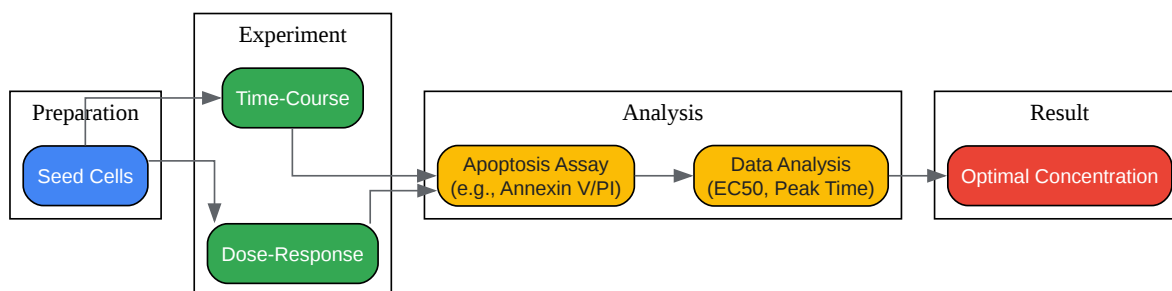 Preparation
Seed Cells
Experiment
Time-Course
Dose-Response
Analysis
Apoptosis Assay
(e.g., Annexin V/PI)
Data Analysis
(EC50, Peak Time)
Result
Optimal Concentration